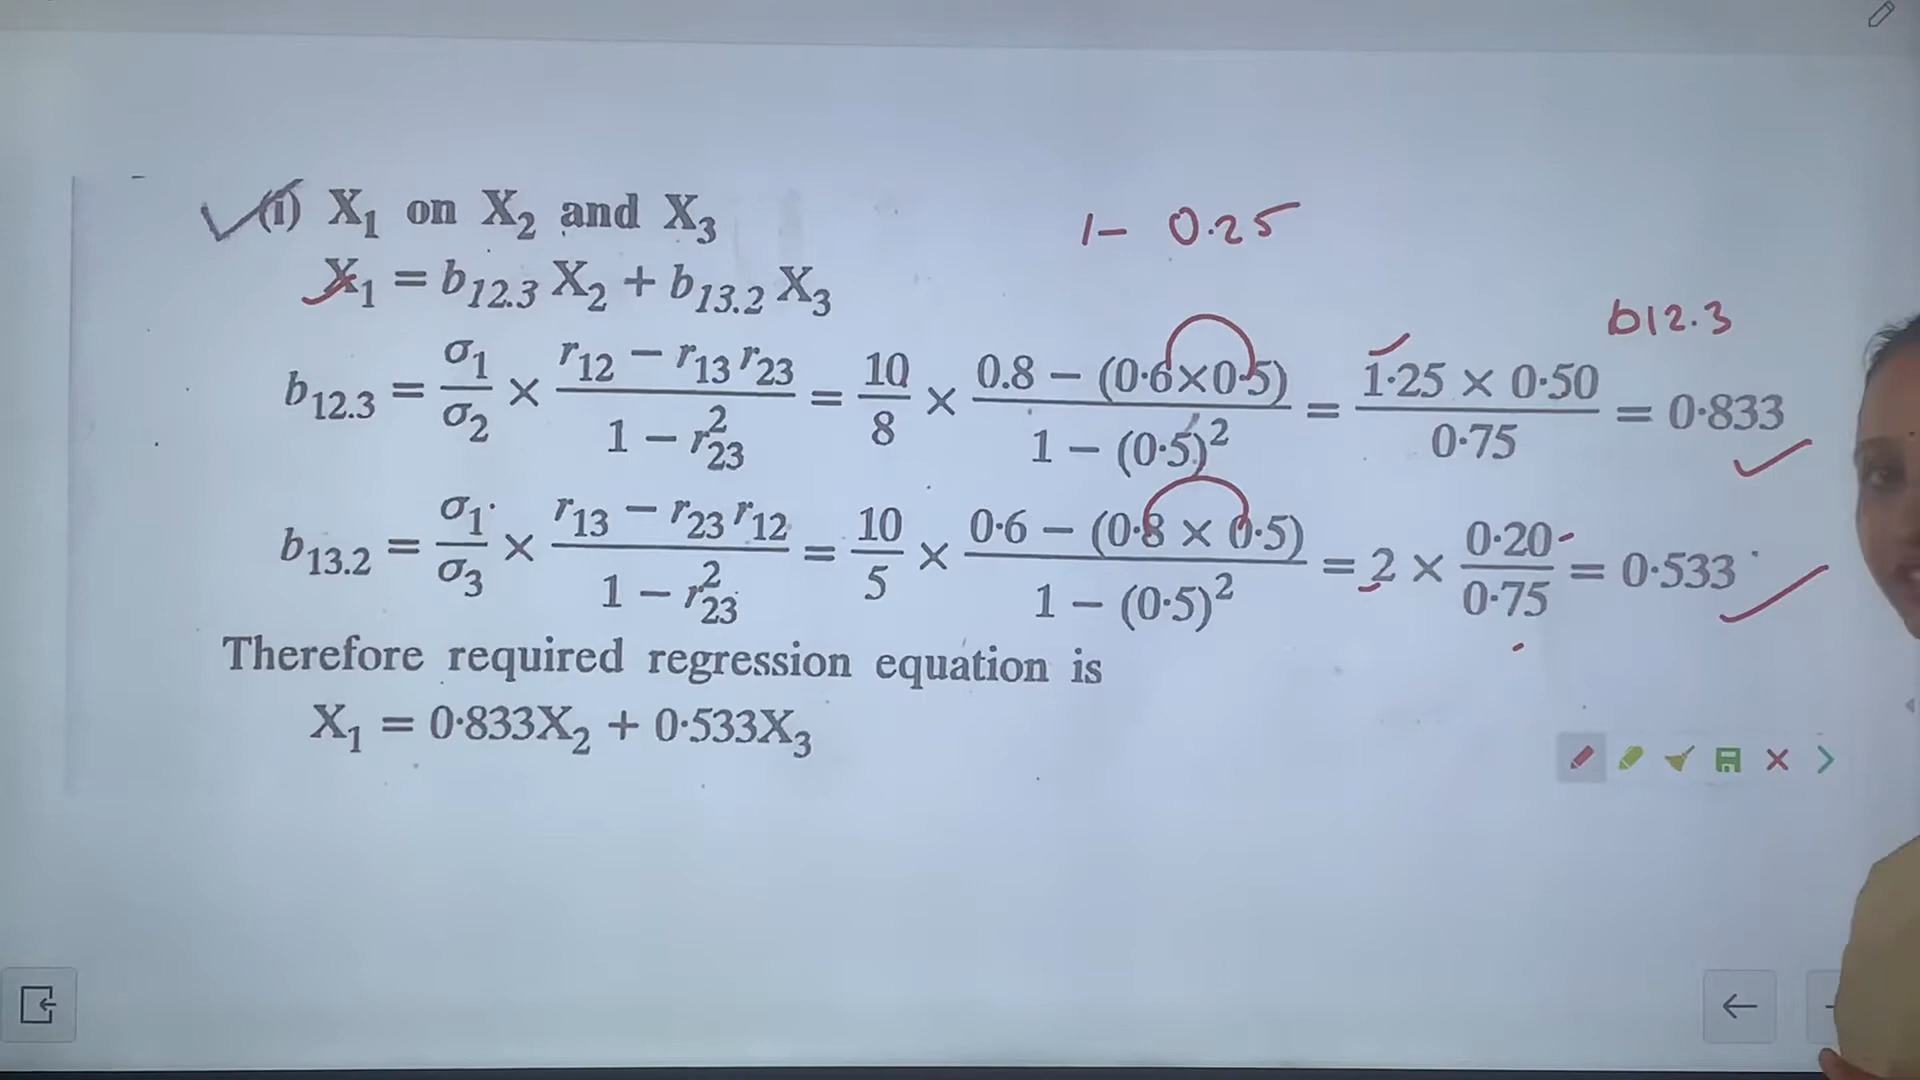 (i) X₁ on X₂ and X₃
1 - 0.25
X₁ = b₁₂.₃ X₂ + b₁₃.₂ X₃
b12.3
b₁₂.₃ = σ₁/σ₂ × (r₁₂ − r₁₃ r₂₃)/(1 − r²₂₃) = 10/8 × (0.8 − (0·6×0·5))/(1 − (0·5)²) = (1·25 × 0·50)/0·75 = 0·833
b₁₃.₂ = σ₁/σ₃ × (r₁₃ − r₂₃ r₁₂)/(1 − r²₂₃) = 10/5 × (0·6 − (0·8 × 0·5))/(1 − (0·5)²) = 2 × 0·20/0·75 = 0·533
Therefore required regression equation is
X₁ = 0·833X₂ + 0·533X₃